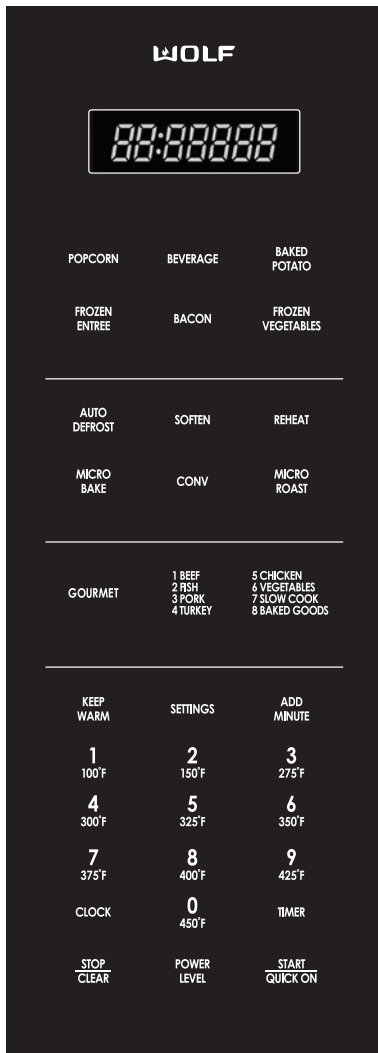 WOLF
88:88888
POPCORN BEVERAGE BAKED POTATO
FROZEN ENTREE BACON FROZEN VEGETABLES
AUTO DEFROST SOFTEN REHEAT
MICRO BAKE CONV MICRO ROAST
GOURMET
1 BEEF
2 FISH
3 PORK
4 TURKEY
5 CHICKEN
6 VEGETABLES
7 SLOW COOK
8 BAKED GOODS
KEEP WARM SETTINGS ADD MINUTE
1 2 3
100°F 150°F 275°F
4 5 6
300°F 325°F 350°F
7 8 9
375°F 400°F 425°F
CLOCK 0 TIMER
450°F
STOP POWER START
CLEAR LEVEL QUICK ON